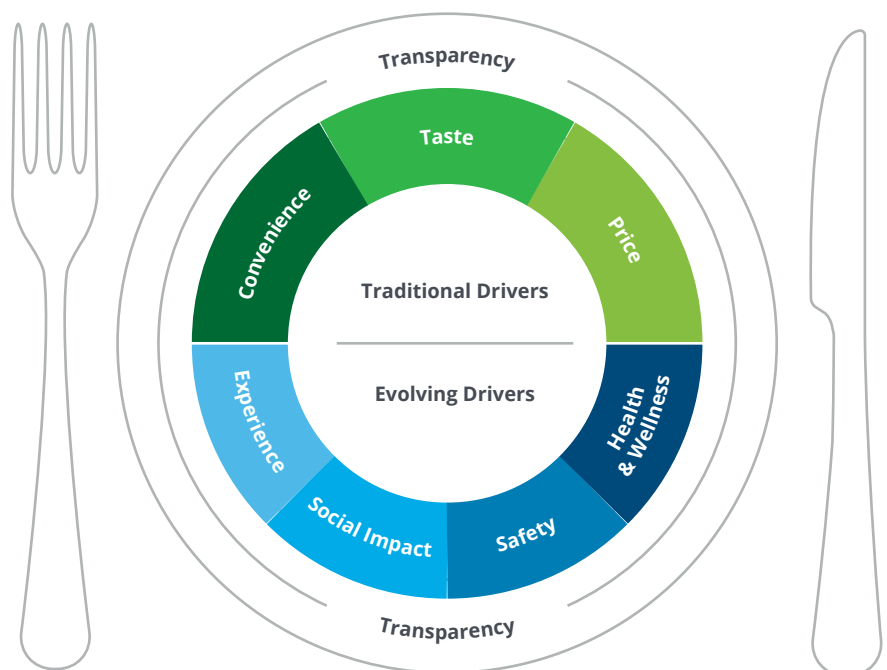 Transparency
Taste
Convenience
Price
Traditional Drivers
Evolving Drivers
Experience
Health
& Wellness
Social Impact
Safety
Transparency